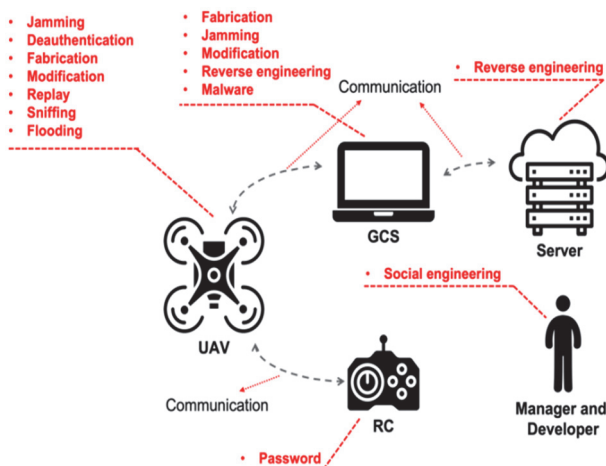 • Jamming
• Deauthentication
• Fabrication
• Modification
• Replay
• Sniffing
• Flooding
• Fabrication
• Jamming
• Modification
• Reverse engineering
• Malware
Communication
• Reverse engineering
GCS
Server
UAV
• Social engineering
Communication
RC
Manager and
Developer
• Password